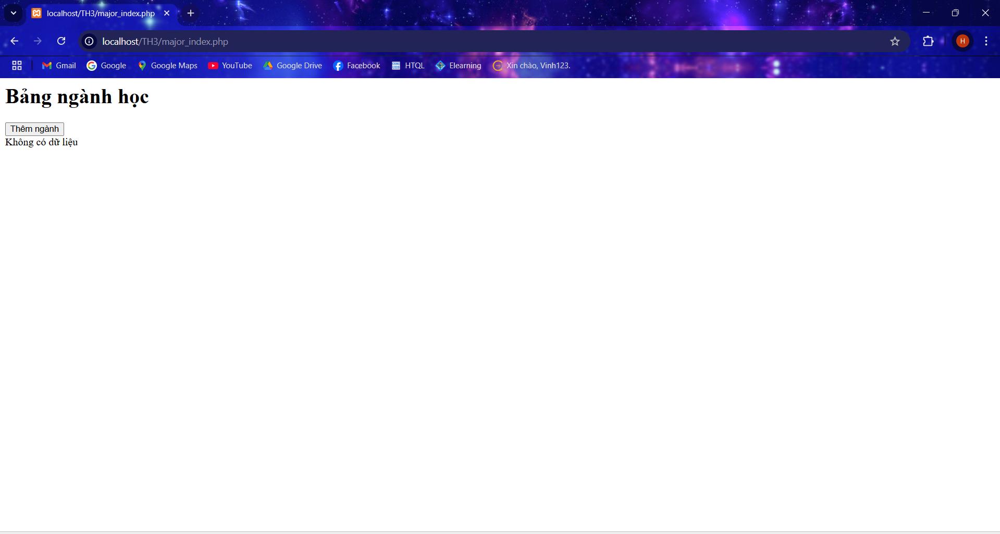 localhost/TH3/major_index.php
localhost/TH3/major_index.php
H
Gmail Google Google Maps YouTube Google Drive Facebook HTQL Elearning Xin chào, Vinh123.
Bảng ngành học
Thêm ngành
Không có dữ liệu